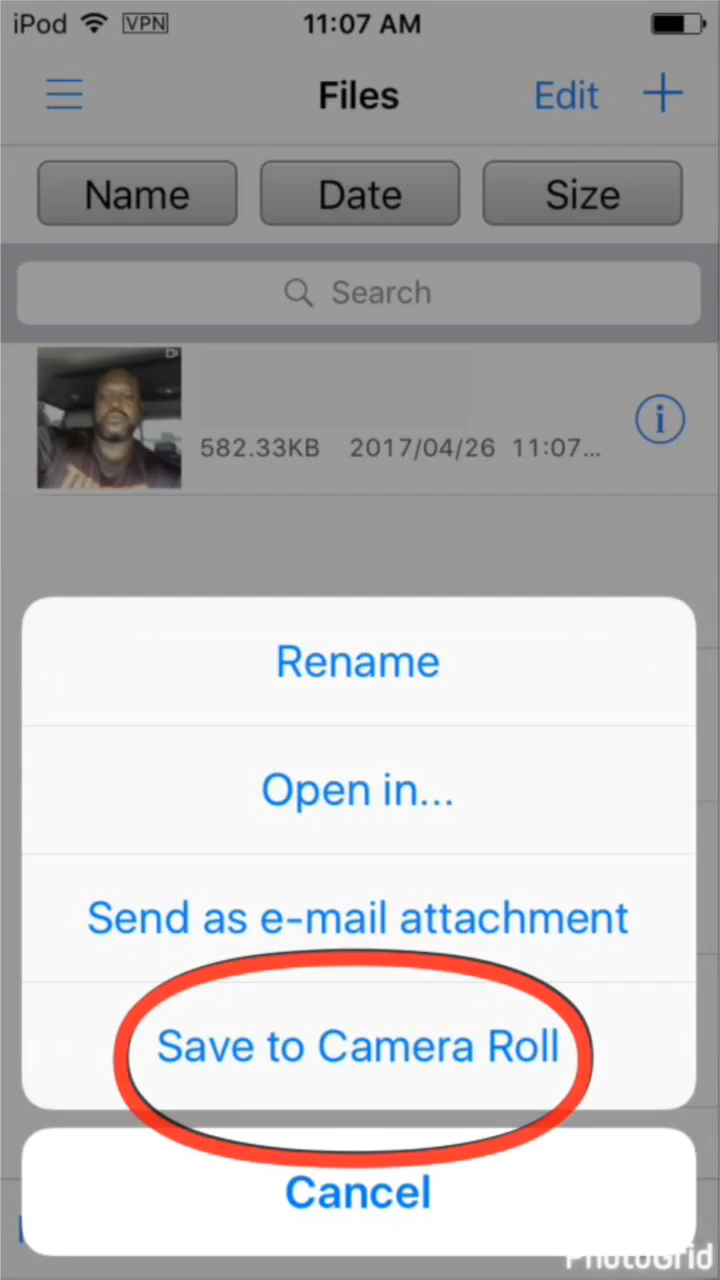 iPod VPN 11:07 AM
Files Edit +
Name Date Size
Search
582.33KB 2017/04/26 11:07...
Rename
Open in...
Send as e-mail attachment
Save to Camera Roll
Cancel
PhotoGrid